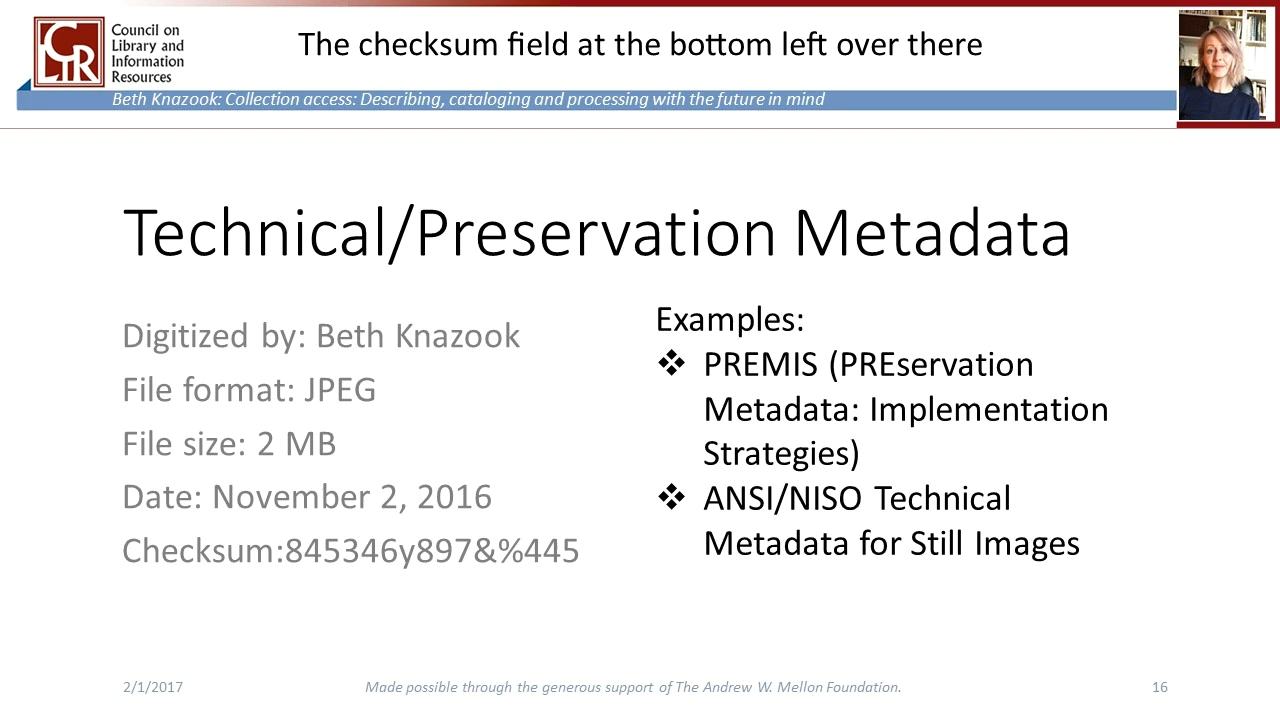 CLIR
Council on
Library and
Information
Resources
The checksum field at the bottom left over there
Beth Knazook: Collection access: Describing, cataloging and processing with the future in mind
Technical/Preservation Metadata
Digitized by: Beth Knazook
File format: JPEG
File size: 2 MB
Date: November 2, 2016
Checksum:845346y897&%445
Examples:
❖ PREMIS (PREservation
Metadata: Implementation
Strategies)
❖ ANSI/NISO Technical
Metadata for Still Images
2/1/2017
Made possible through the generous support of The Andrew W. Mellon Foundation.
16